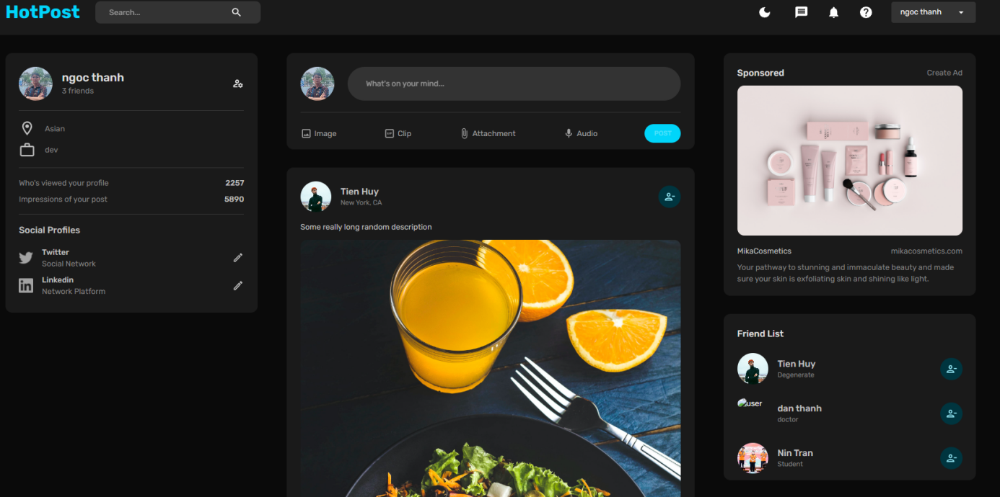 HotPost
Search...
ngoc thanh
ngoc thanh
3 friends
Asian
dev
Who's viewed your profile 2257
Impressions of your post 5890
Social Profiles
Twitter
Social Network
Linkedin
Network Platform
What's on your mind...
Image Clip Attachment Audio POST
Tien Huy
New York, CA
Some really long random description
Sponsored Create Ad
MikaCosmetics mikacosmetics.com
Your pathway to stunning and immaculate beauty and made
sure your skin is exfoliating skin and shining like light.
Friend List
Tien Huy
Degenerate
user
dan thanh
doctor
Nin Tran
Student